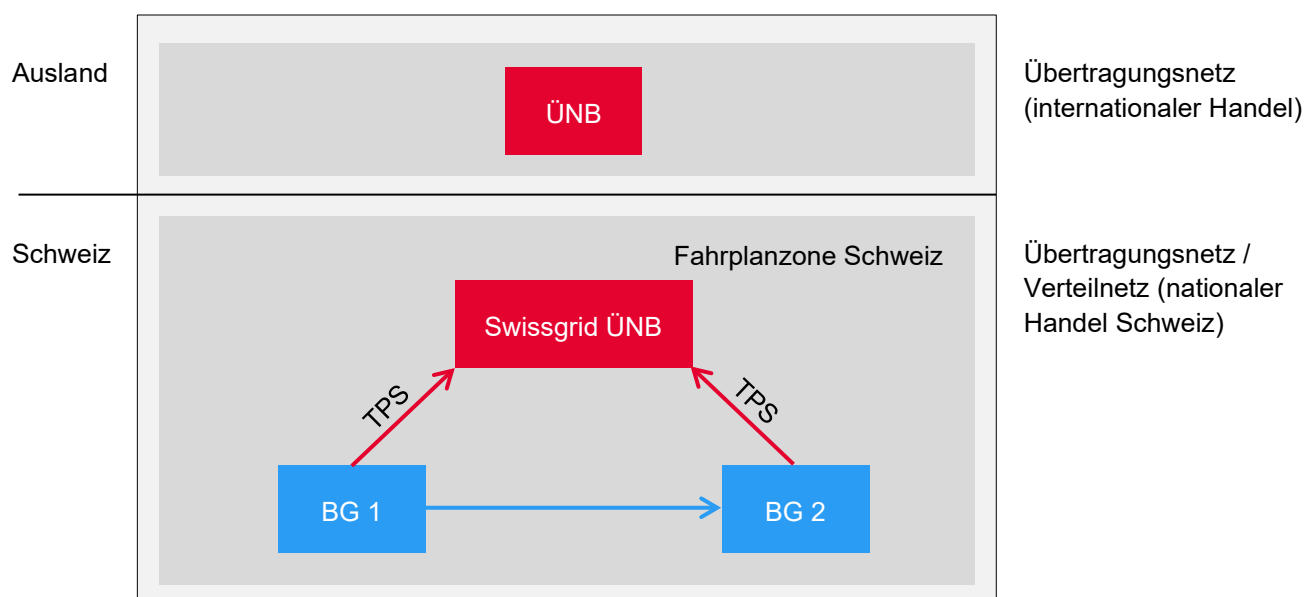 Ausland
ÜNB
Übertragungsnetz
(internationaler Handel)
Schweiz
Fahrplanzone Schweiz
Übertragungsnetz /
Verteilnetz (nationaler
Handel Schweiz)
Swissgrid ÜNB
TPS
TPS
BG 1
BG 2